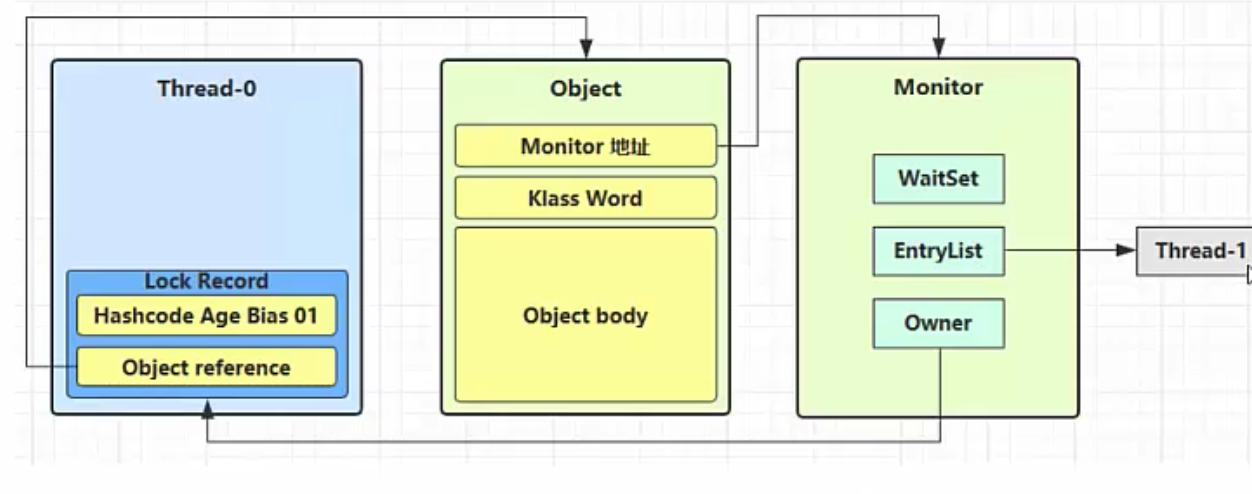 Thread-0
Lock Record
Hashcode Age Bias 01
Object reference
Object
Monitor 地址
Klass Word
Object body
Monitor
WaitSet
EntryList
Owner
Thread-1